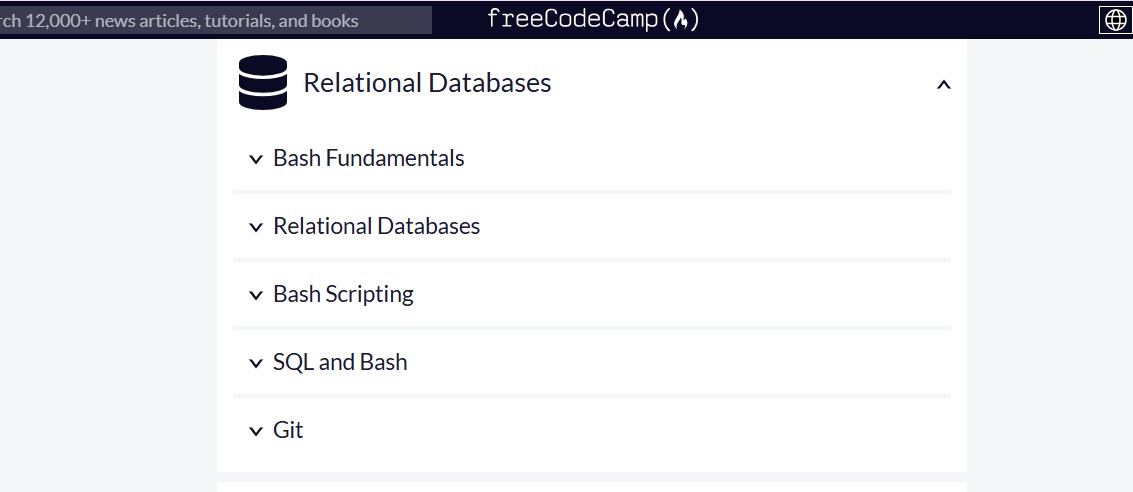 12,000+ news articles, tutorials, and books
freeCodeCamp
Relational Databases
Bash Fundamentals
Relational Databases
Bash Scripting
SQL and Bash
Git